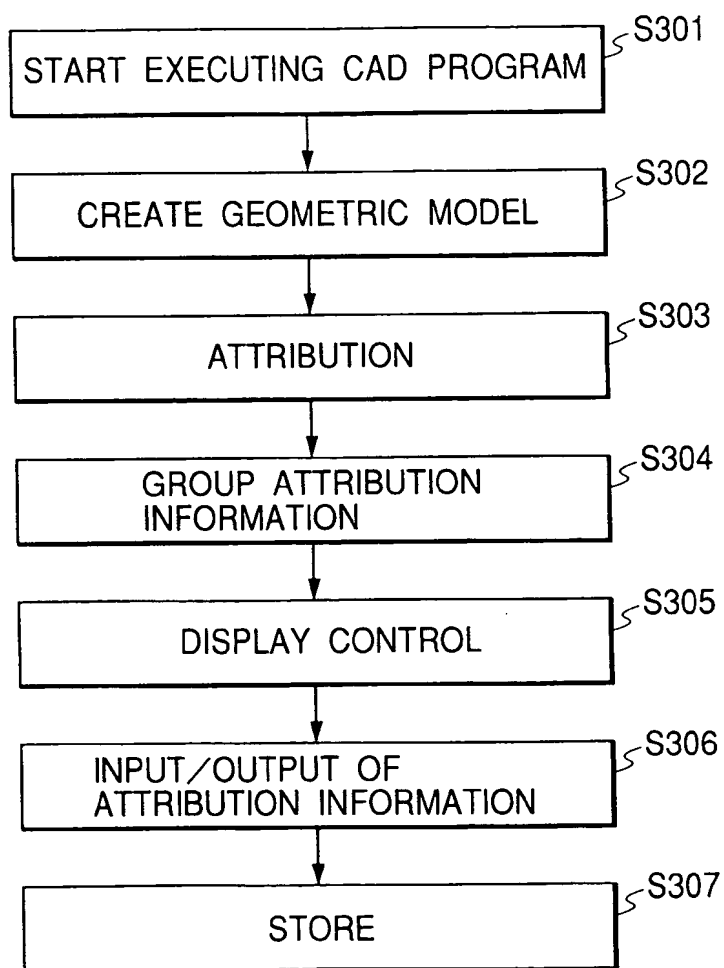 S301
START EXECUTING CAD PROGRAM
S302
CREATE GEOMETRIC MODEL
S303
ATTRIBUTION
S304
GROUP ATTRIBUTION
INFORMATION
S305
DISPLAY CONTROL
S306
INPUT/OUTPUT OF
ATTRIBUTION INFORMATION
S307
STORE